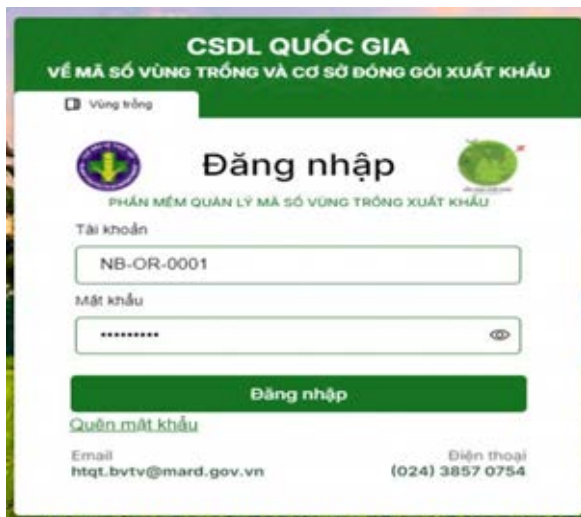 CSDL QUỐC GIA
VỀ MÃ SỐ VÙNG TRỒNG VÀ CƠ SỞ ĐÓNG GÓI XUẤT KHẨU
Vùng trồng
Đăng nhập
PHẦN MỀM QUẢN LÝ MÃ SỐ VÙNG TRỒNG XUẤT KHẨU
Tài khoản
NB-OR-0001
Mật khẩu
•••••••••
Đăng nhập
Quên mật khẩu
Email
Điện thoại
htqt.bvtv@mard.gov.vn
(024) 3857 0754